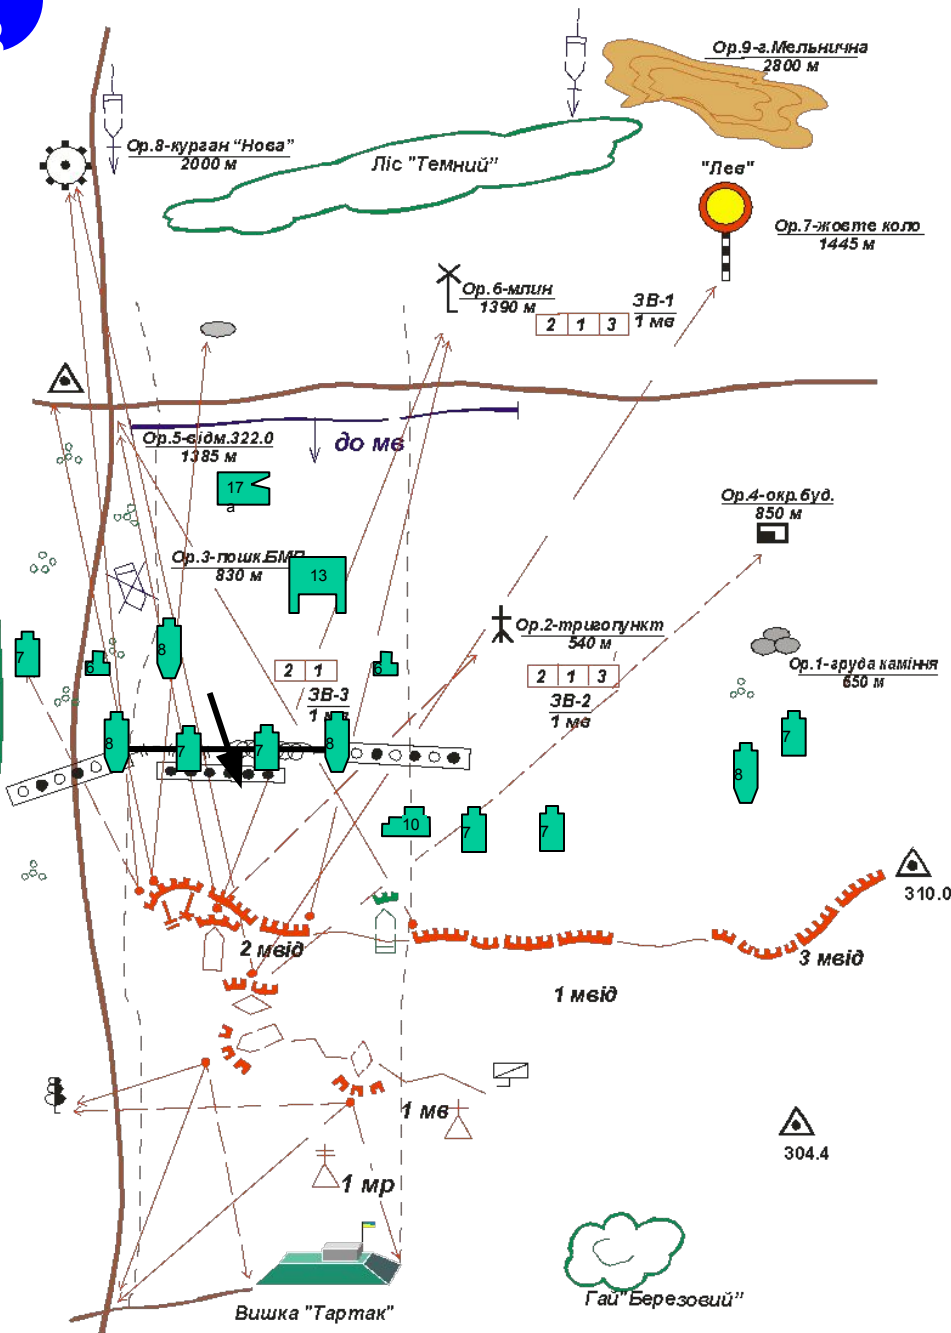 Ор.9-г.Мельнична
2800 м
Ор.8-курган "Нова"
2000 м
Ліс "Темний"
"Лев"
Ор.7-жовте коло
1445 м
Ор.6-млин
1390 м
ЗВ-1
1 мв
2 1 3
до мв
Ор.5-відм.322.0
1385 м
17
а
Ор.4-окр.буд.
850 м
Ор.3-пошк.БМП
830 м
13
Ор.2-тригопункт
540 м
7
8
6
6
Ор.1-груда каміння
650 м
2 1
ЗВ-3
1 мв
2 1 3
ЗВ-2
1 мв
8
7
7
8
7
8
10
7
7
310.0
2 мвід
3 мвід
1 мвід
1 мв
304.4
1 мр
Вишка "Тартак"
Гай"Березовий"